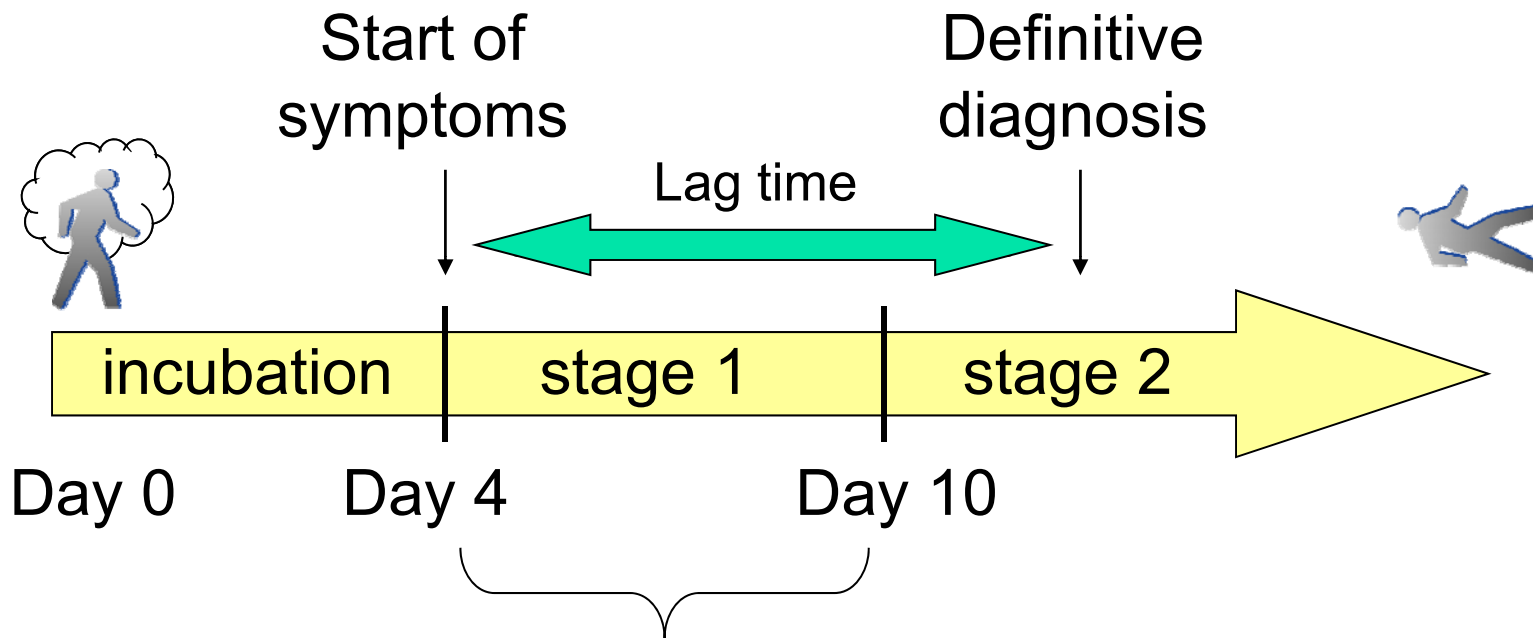 Start of
symptoms
Definitive
diagnosis
Lag time
incubation
stage 1
stage 2
Day 0
Day 4
Day 10